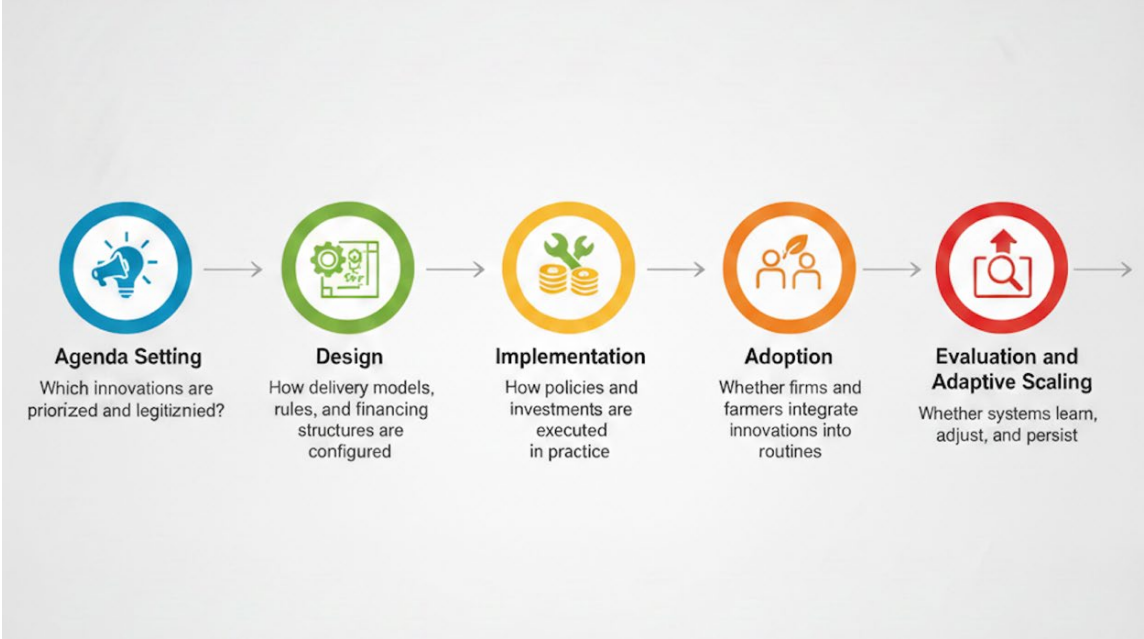 Agenda Setting
Which innovations are
priorized and legitiznied?
Design
How delivery models,
rules, and financing
structures are
configured
Implementation
How policies and
investments are
executed
in practice
Adoption
Whether firms and
farmers integrate
innovations into
routines
Evaluation and
Adaptive Scaling
Whether systems learn,
adjust, and persist